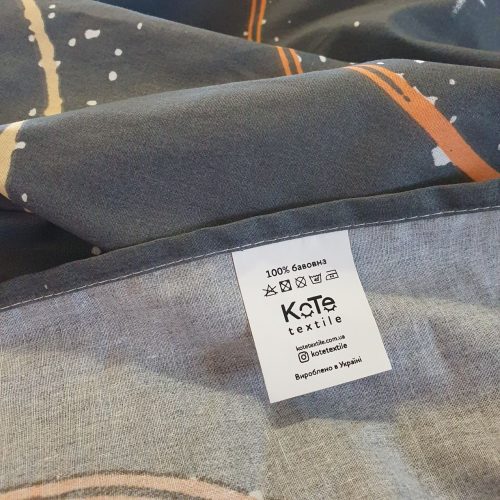 100% бавовна
KoTe
textile
kotetextile.com.ua
kotetextile
Вироблено в Україні